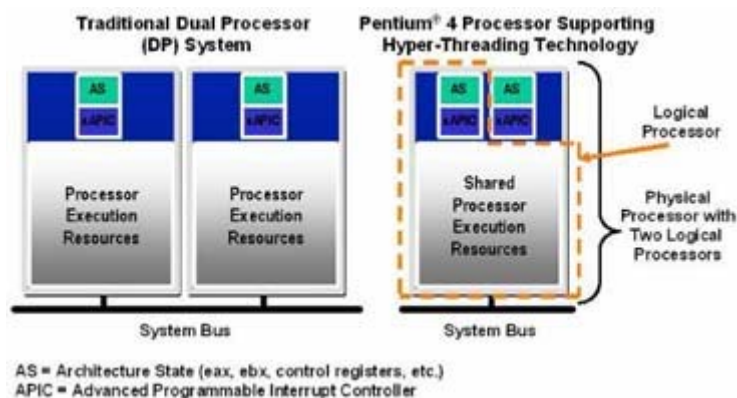 Traditional Dual Processor
(DP) System
Pentium® 4 Processor Supporting
Hyper-Threading Technology
AS
xAPIC
Processor
Execution
Resources
AS
xAPIC
Processor
Execution
Resources
System Bus
AS
AS
xAPIC
xAPIC
Shared
Processor
Execution
Resources
System Bus
Logical
Processor
Physical
Processor with
Two Logical
Processors
AS = Architecture State (eax, ebx, control registers, etc.)
APIC = Advanced Programmable Interrupt Controller